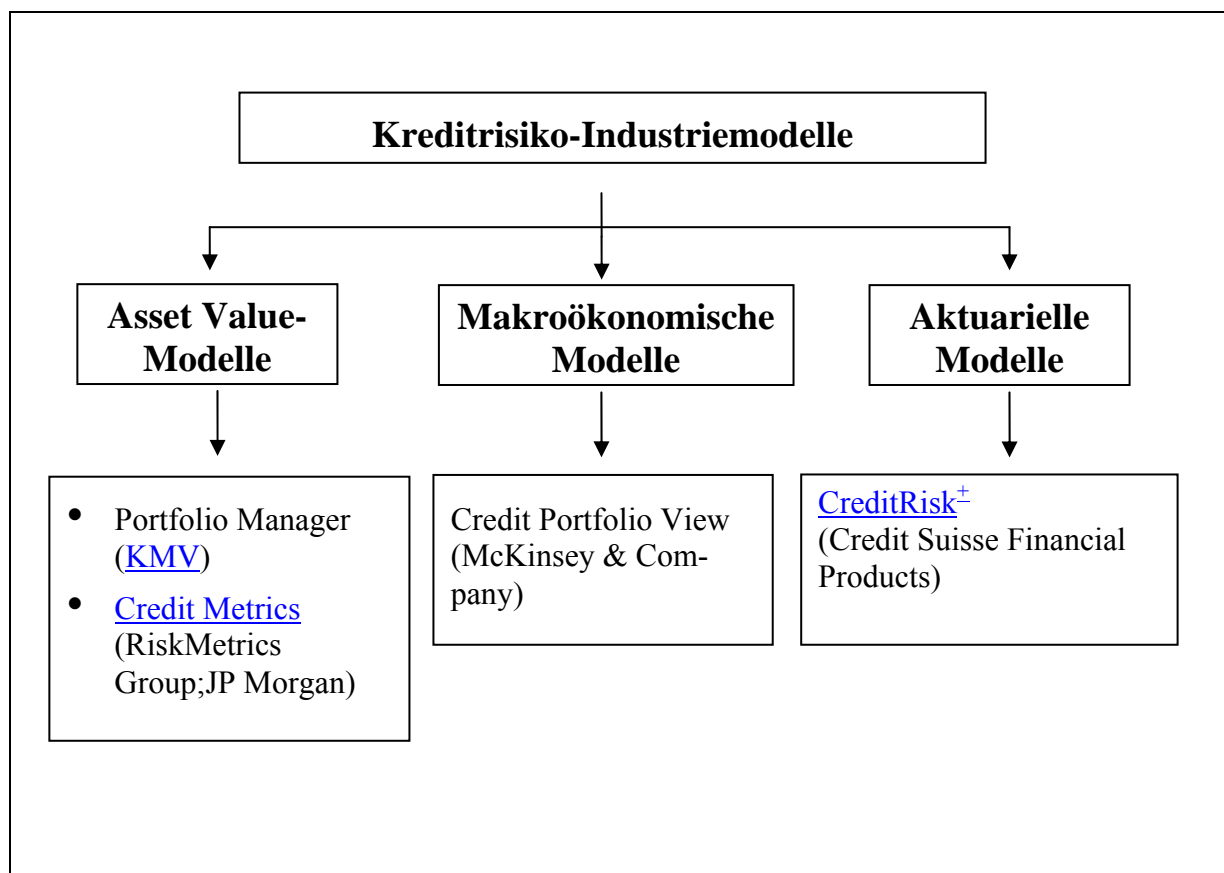 Kreditrisiko-Industriemodelle
Asset Value-
Modelle
Makroökonomische
Modelle
Aktuarielle
Modelle
• Portfolio Manager
(KMV)
• Credit Metrics
(RiskMetrics
Group;JP Morgan)
Credit Portfolio View
(McKinsey & Com-
pany)
CreditRisk+
(Credit Suisse Financial
Products)